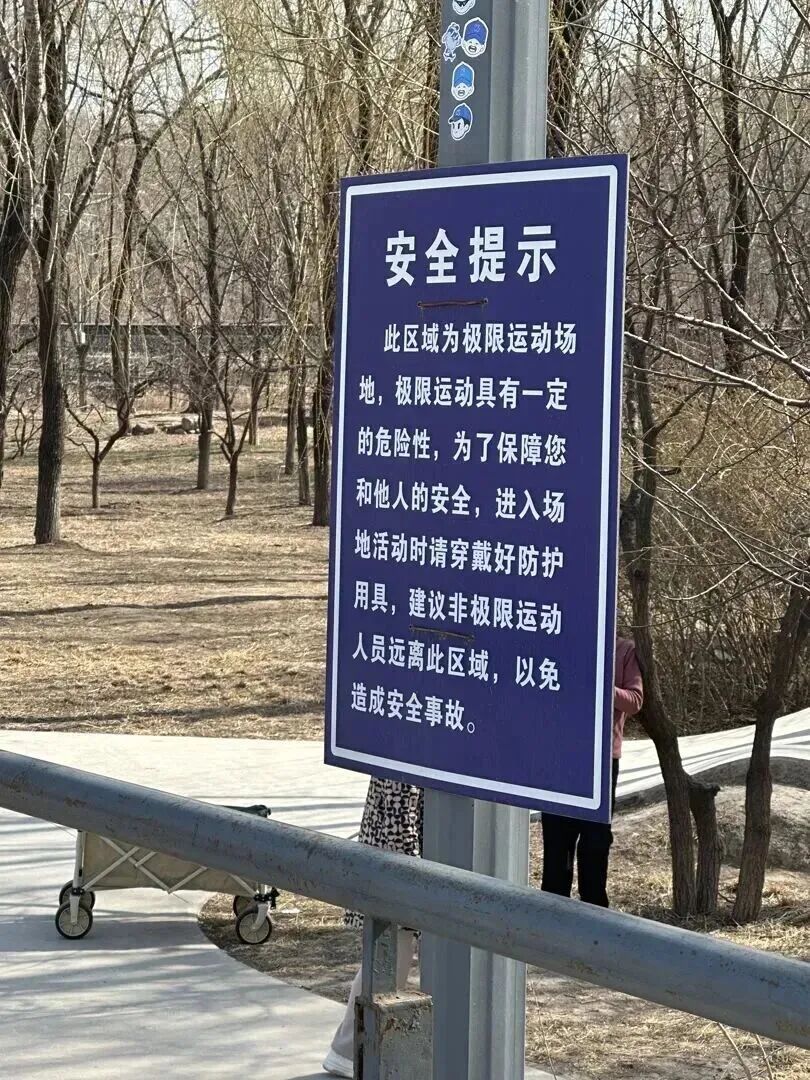 安全提示
此区域为极限运动场
地，极限运动具有一定
的危险性，为了保障您
和他人的安全，进入场
地活动时请穿戴好防护
用具，建议非极限运动
人员远离此区域，以免
造成安全事故。